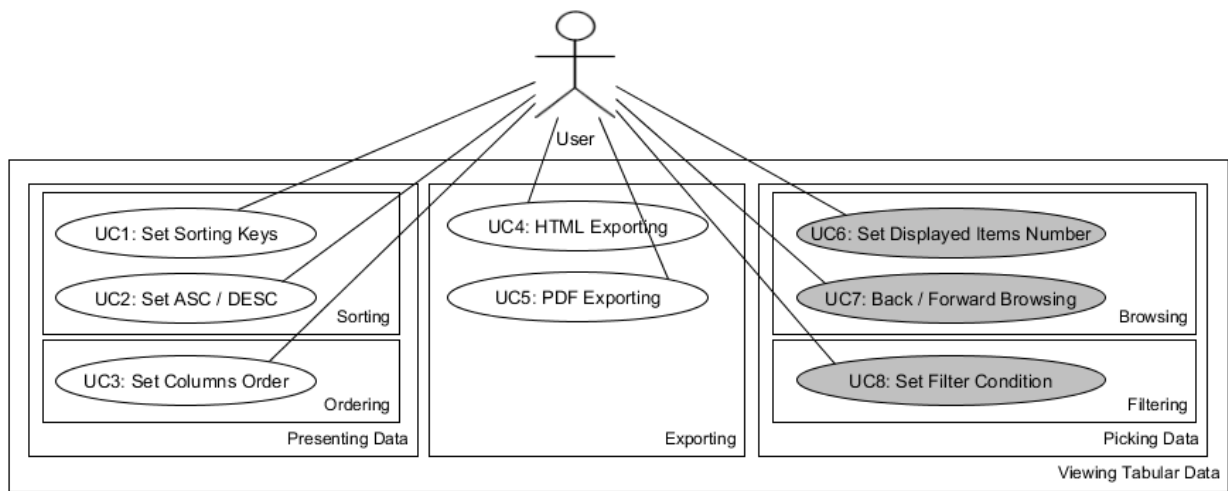 User
UC1: Set Sorting Keys
UC2: Set ASC / DESC
Sorting
UC3: Set Columns Order
Ordering
Presenting Data
UC4: HTML Exporting
UC5: PDF Exporting
Exporting
UC6: Set Displayed Items Number
UC7: Back / Forward Browsing
Browsing
UC8: Set Filter Condition
Filtering
Picking Data
Viewing Tabular Data